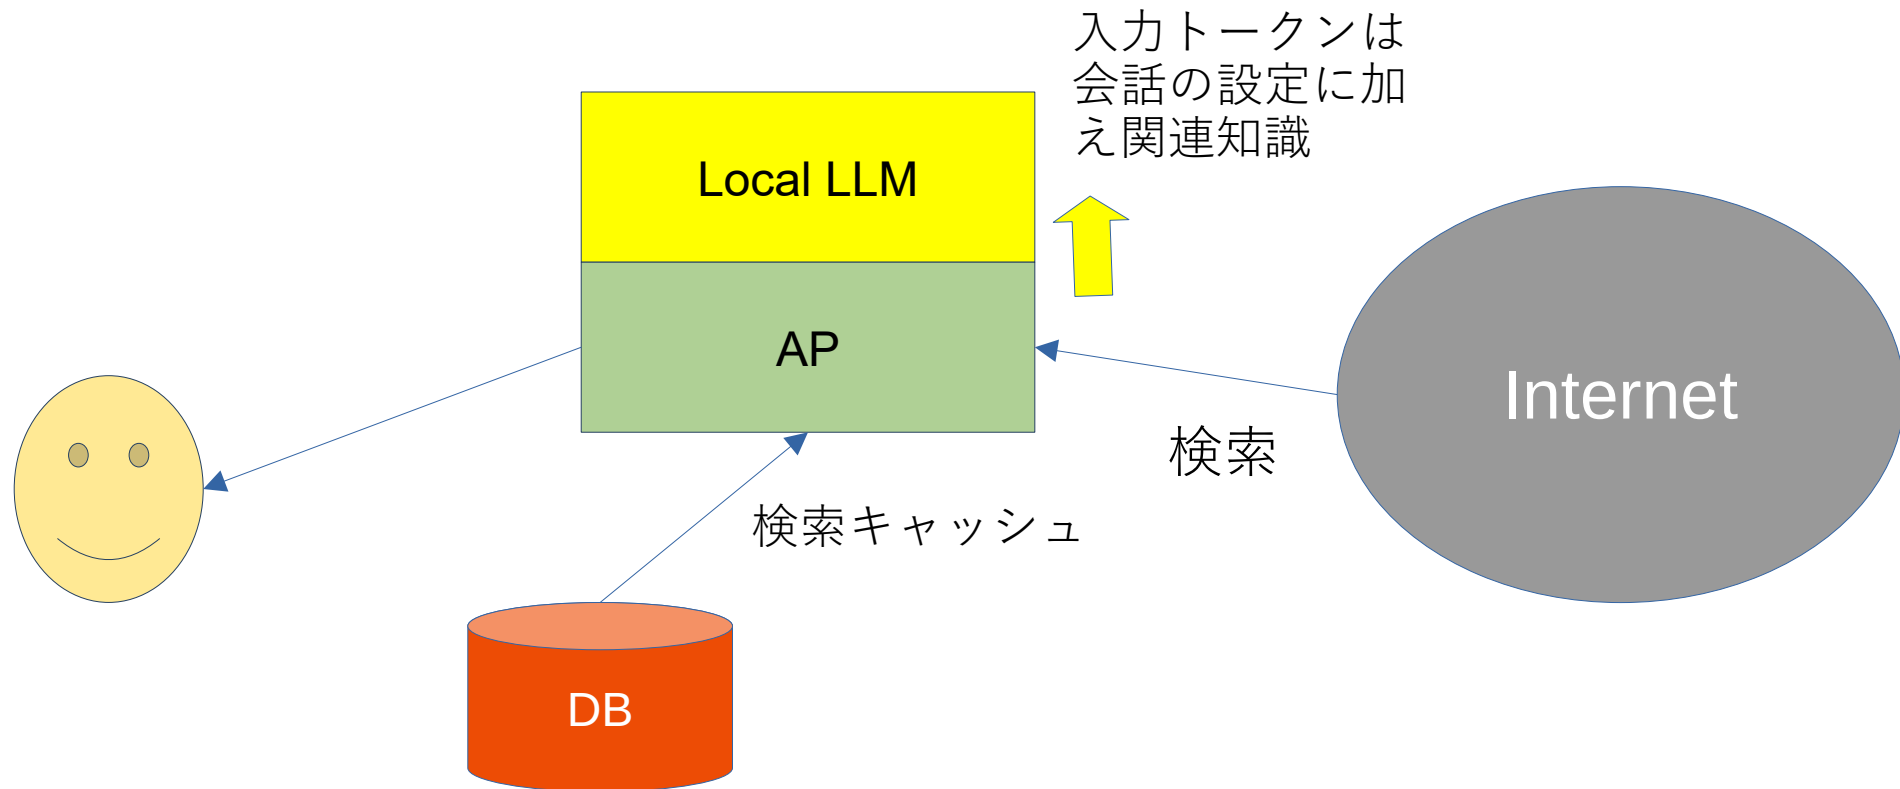 入力トークンは
会話の設定に加
え関連知識
Local LLM
AP
Internet
検索
検索キャッシュ
DB